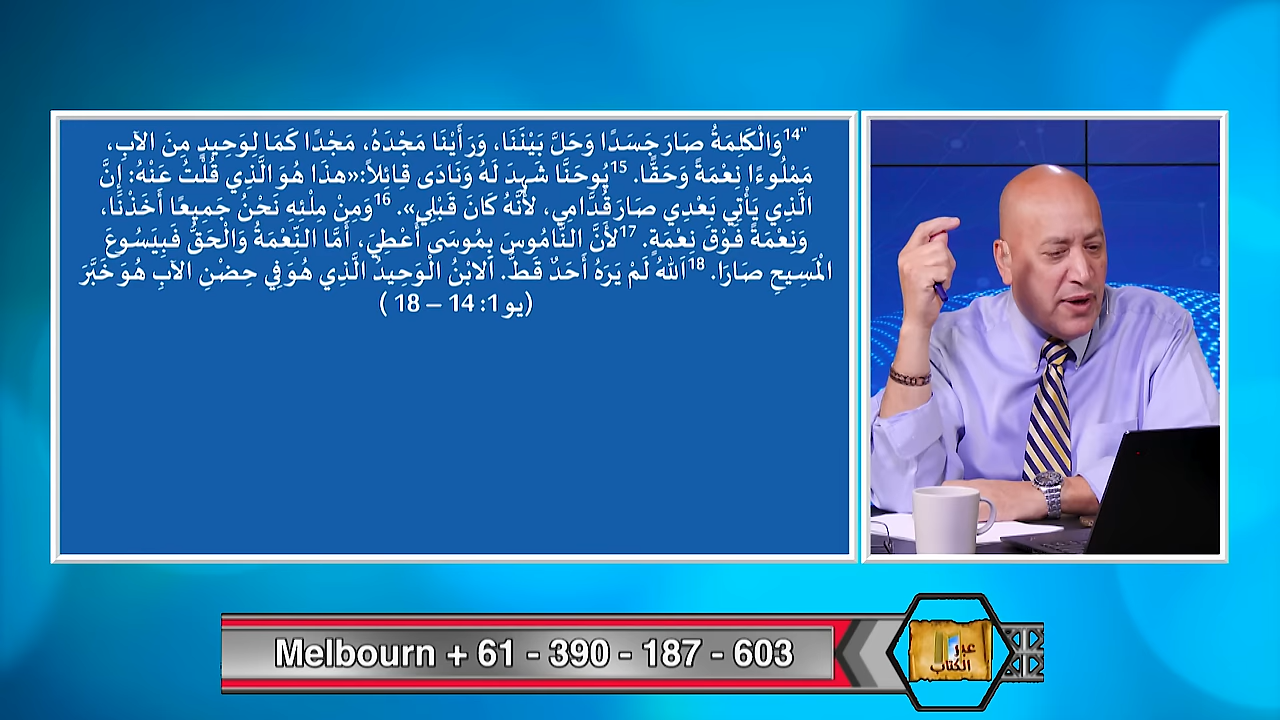 "14وَالْكَلِمَةُ صَارَ جَسَدًا وَحَلَّ بَيْنَنَا، وَرَأَيْنَا مَجْدَهُ، مَجْدًا كَمَا لِوَحِيدٍ مِنَ الآبِ،
مَمْلُوءًا نِعْمَةً وَحَقًّا. 15يُوحَنَّا شَهِدَ لَهُ وَنَادَى قِائِلاً:«هذَا هُوَ الَّذِي قُلْتُ عَنْهُ: إِنَّ
الَّذِي يَأْتِي بَعْدِي صَارَ قُدَّامِي، لأَنَّهُ كَانَ قَبْلِي». 16وَمِنْ مِلْئِهِ نَحْنُ جَمِيعًا أَخَذْنَا،
وَنِعْمَةً فَوْقَ نِعْمَةٍ. 17لأَنَّ النَّامُوسَ بِمُوسَى أُعْطِيَ، أَمَّا النِّعْمَةُ وَالْحَقُّ فَبِيَسُوعَ
الْمَسِيحِ صَارَا. 18اَللهُ لَمْ يَرَهُ أَحَدٌ قَطُّ. اَلابْنُ الْوَحِيدُ الَّذِي هُوَ فِي حِضْنِ الآبِ هُوَ خَبَّرَ
(يو 1: 14 – 18 )
Melbourn + 61 - 390 - 187 - 603
عبر
الكتاب